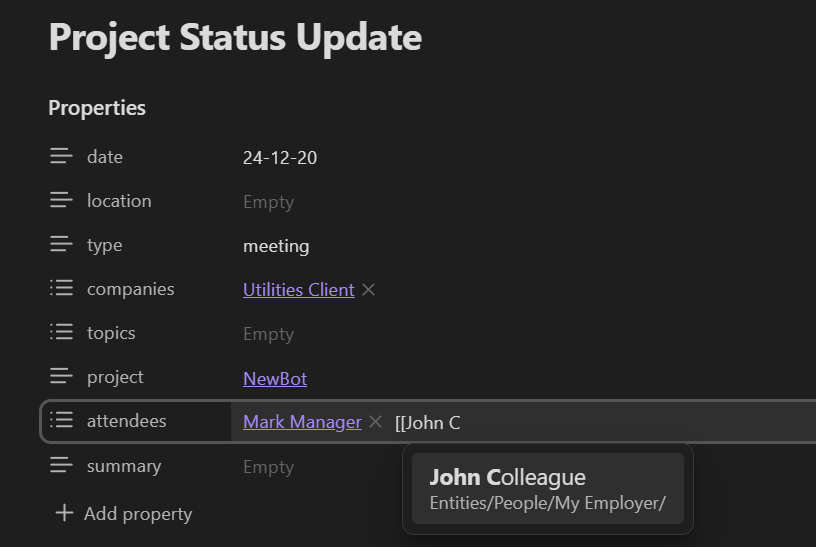 Project Status Update
Properties
date 24-12-20
location Empty
type meeting
companies Utilities Client ×
topics Empty
project NewBot
attendees Mark Manager × [[John C
John Colleague
Entities/People/My Employer/
summary Empty
+ Add property